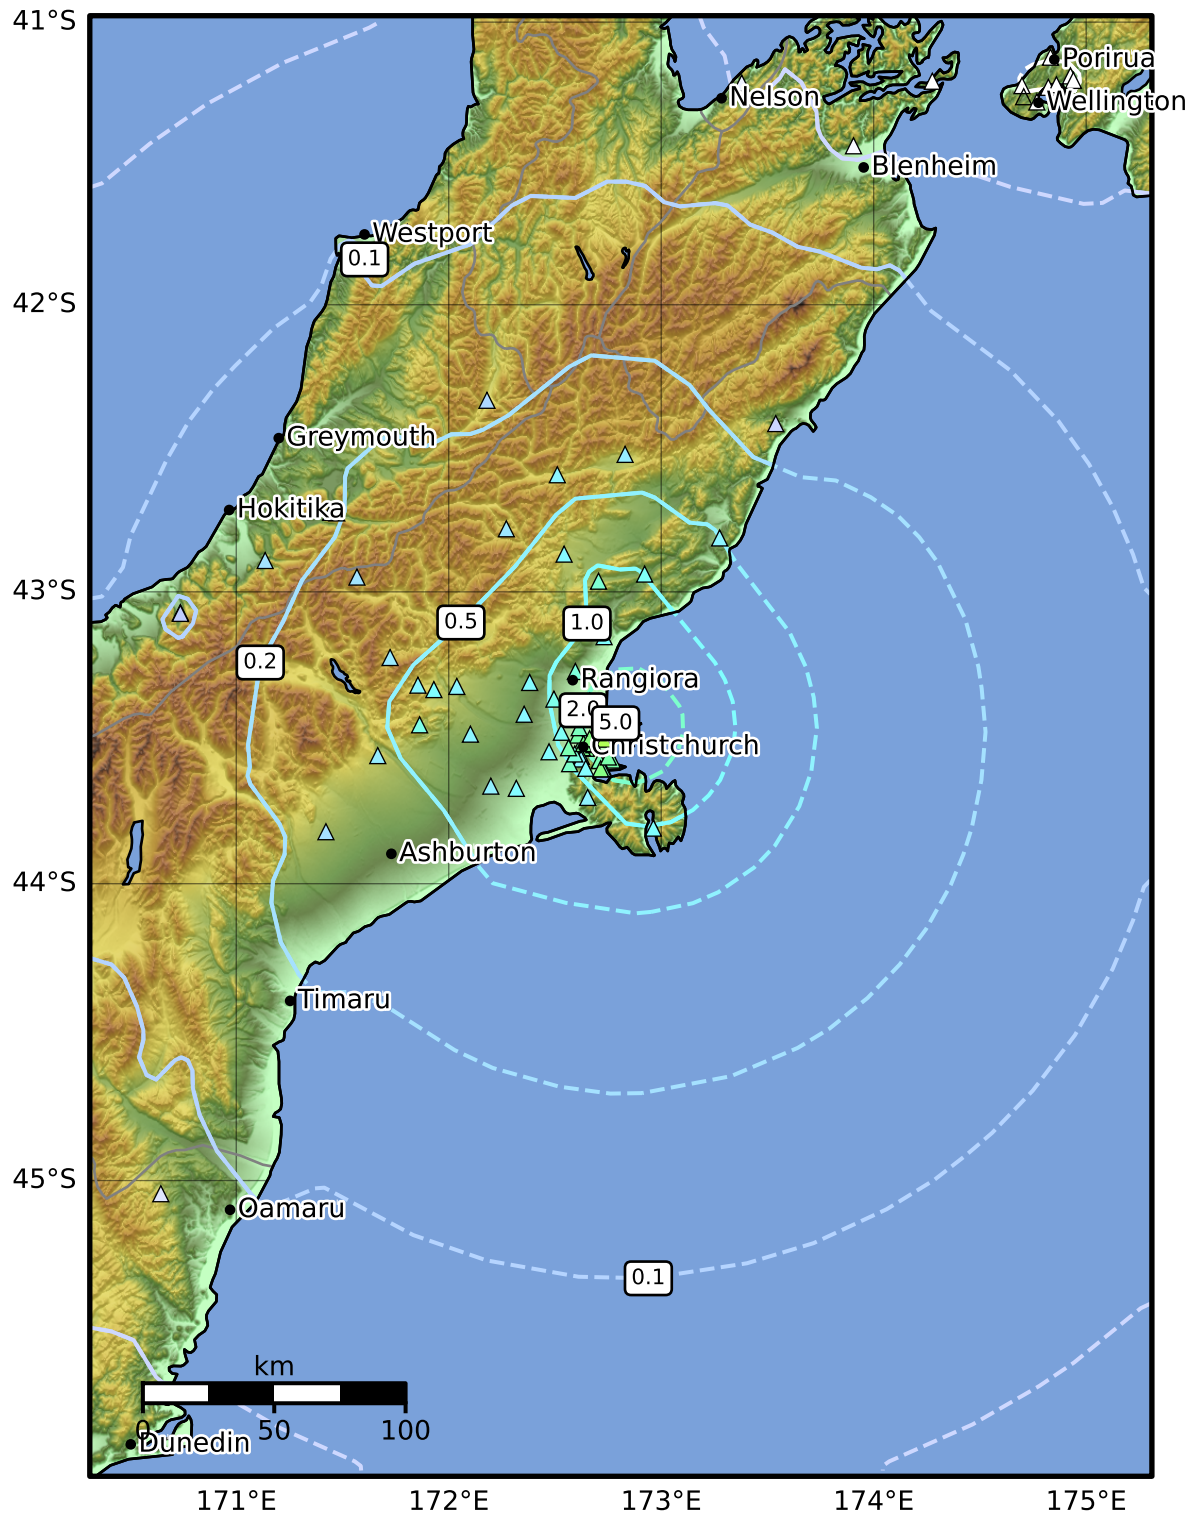 41°S
Porirua
Nelson
Wellington
Blenheim
Westport
0.1
42°S
Greymouth
Hokitika
43°S
0.5
1.0
0.2
Rangiora
2.0
5.0
Christchurch
Ashburton
44°S
Timaru
45°S
Oamaru
0.1
km
0
50
100
Dunedin
171°E
172°E
173°E
174°E
175°E